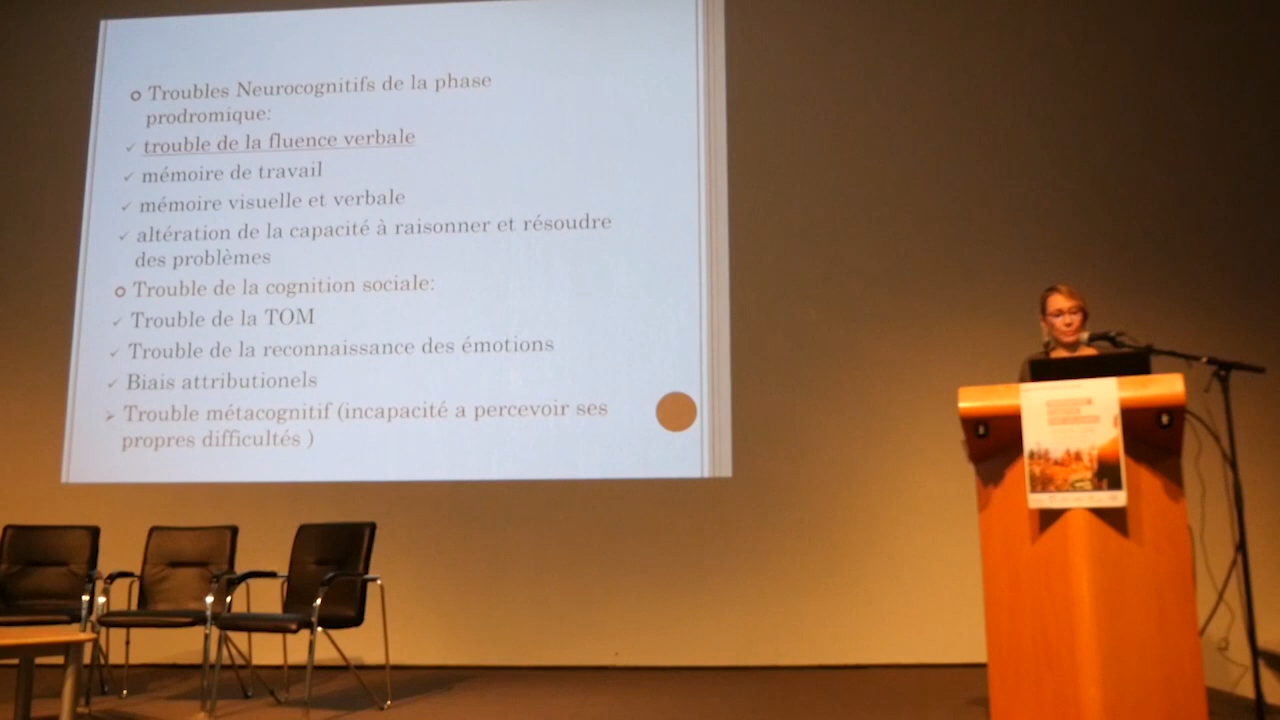 Troubles Neurocognitifs de la phase
prodromique:
trouble de la fluence verbale
mémoire de travail
mémoire visuelle et verbale
altération de la capacité à raisonner et résoudre
des problèmes
Trouble de la cognition sociale:
Trouble de la TOM
Trouble de la reconnaissance des émotions
Biais attributionels
Trouble métacognitif (incapacité a percevoir ses
propres difficultés )